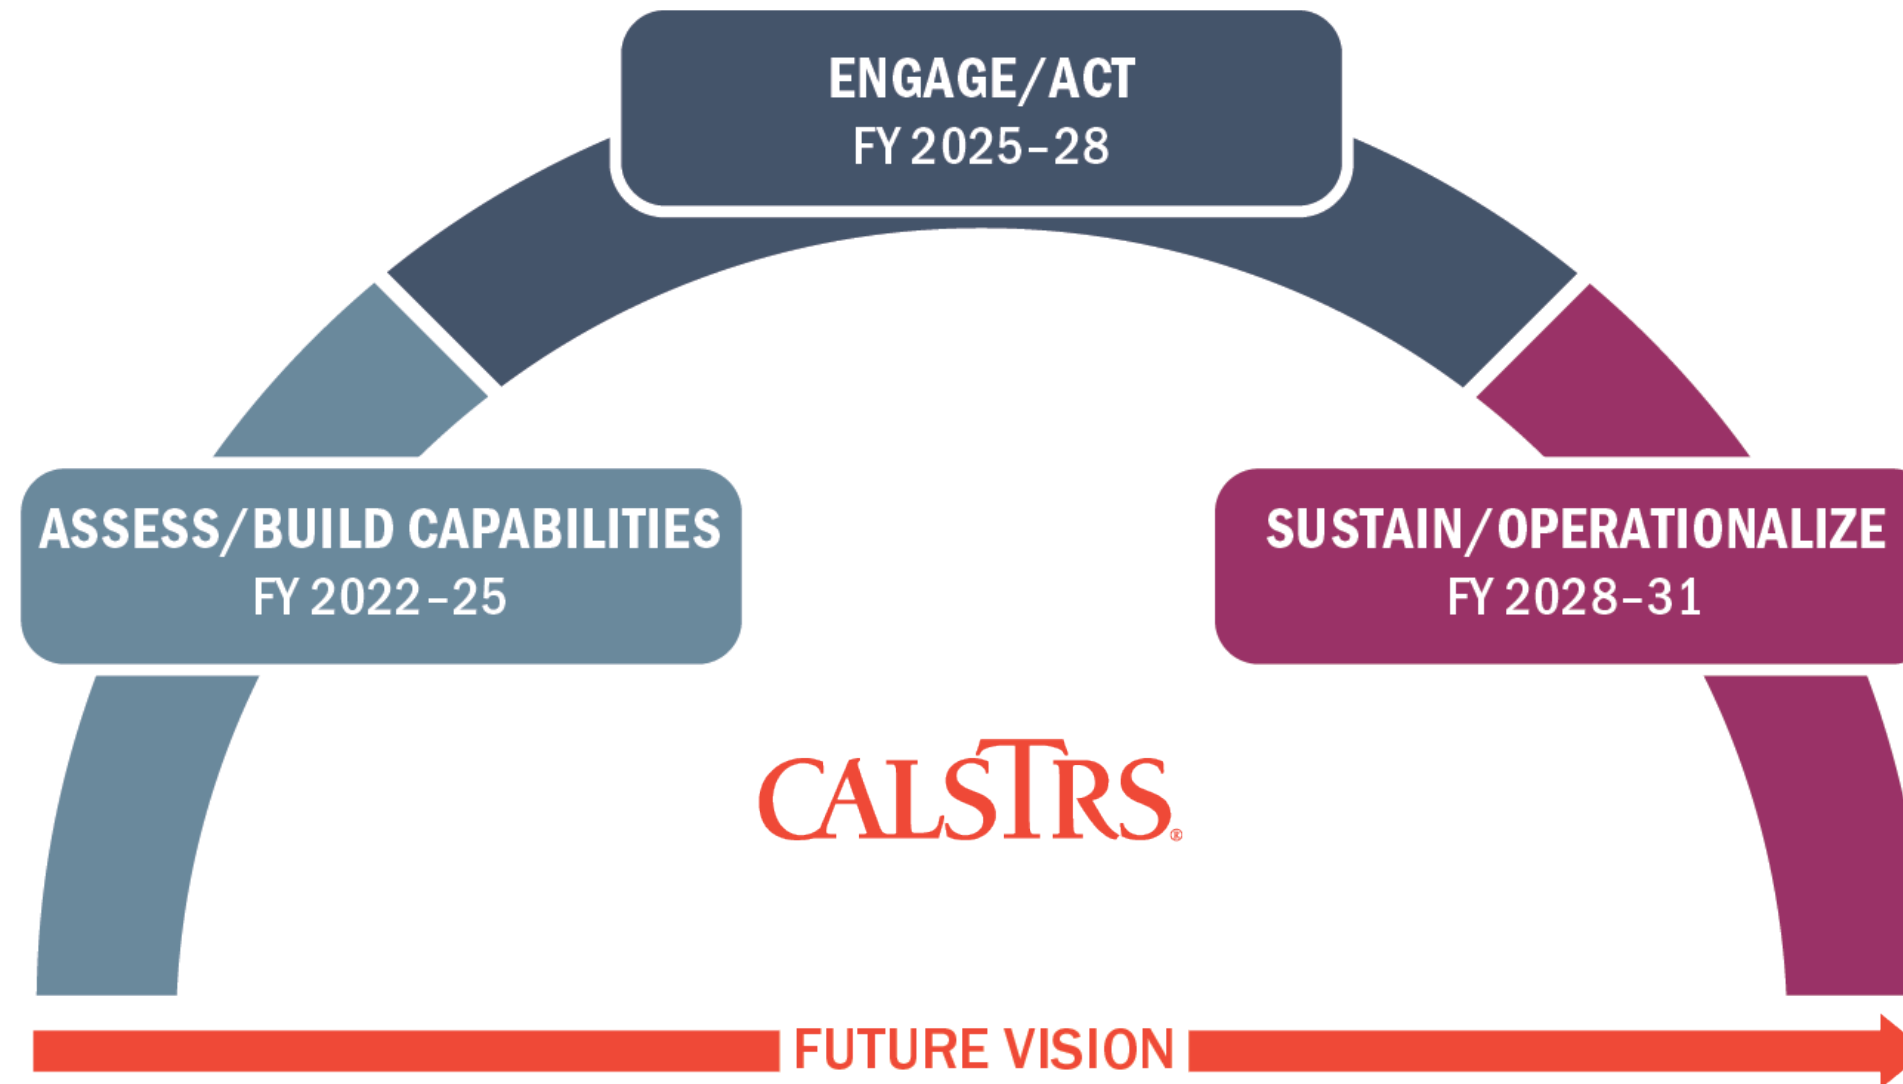 ENGAGE/ACT
FY 2025–28
ASSESS/BUILD CAPABILITIES
FY 2022–25
SUSTAIN/OPERATIONALIZE
FY 2028–31
CALSTRS®
FUTURE VISION